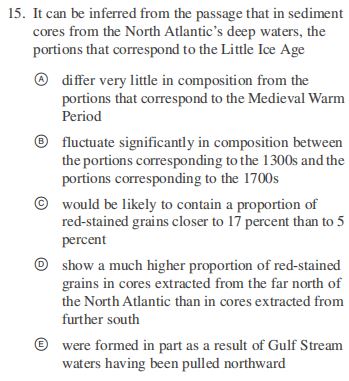 15. It can be inferred from the passage that in sediment
cores from the North Atlantic's deep waters, the
portions that correspond to the Little Ice Age
Ⓐ differ very little in composition from the
portions that correspond to the Medieval Warm
Period
Ⓑ fluctuate significantly in composition between
the portions corresponding to the 1300s and the
portions corresponding to the 1700s
Ⓒ would be likely to contain a proportion of
red-stained grains closer to 17 percent than to 5
percent
Ⓓ show a much higher proportion of red-stained
grains in cores extracted from the far north of
the North Atlantic than in cores extracted from
further south
Ⓔ were formed in part as a result of Gulf Stream
waters having been pulled northward